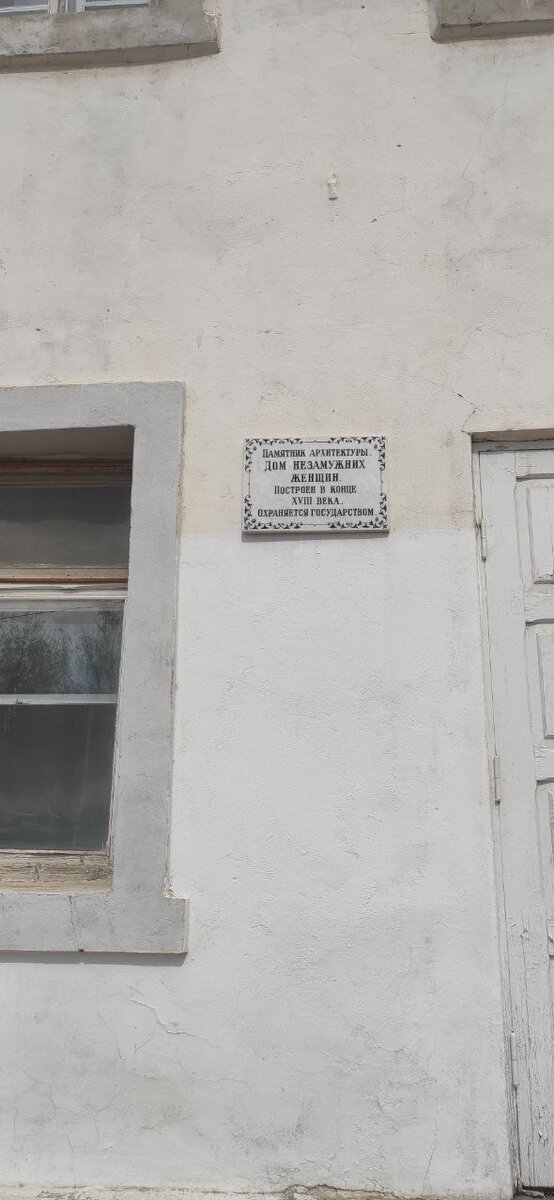 Памятник архитектуры.
Дом незамужних
женщин.
Построен в конце
XVIII века.
Охраняется государством.